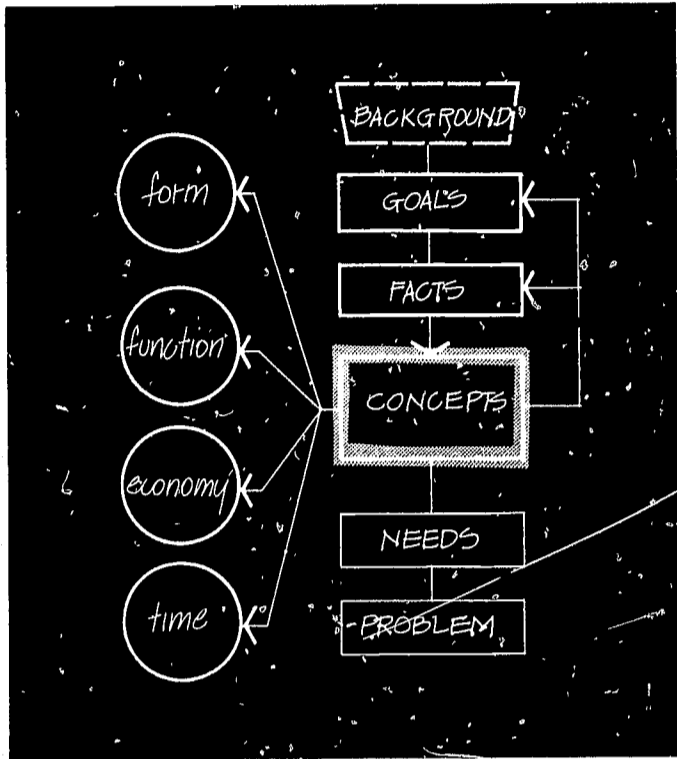 BACKGROUND
GOALS
FACTS
CONCEPTS
NEEDS
PROBLEM
form
function
economy
time